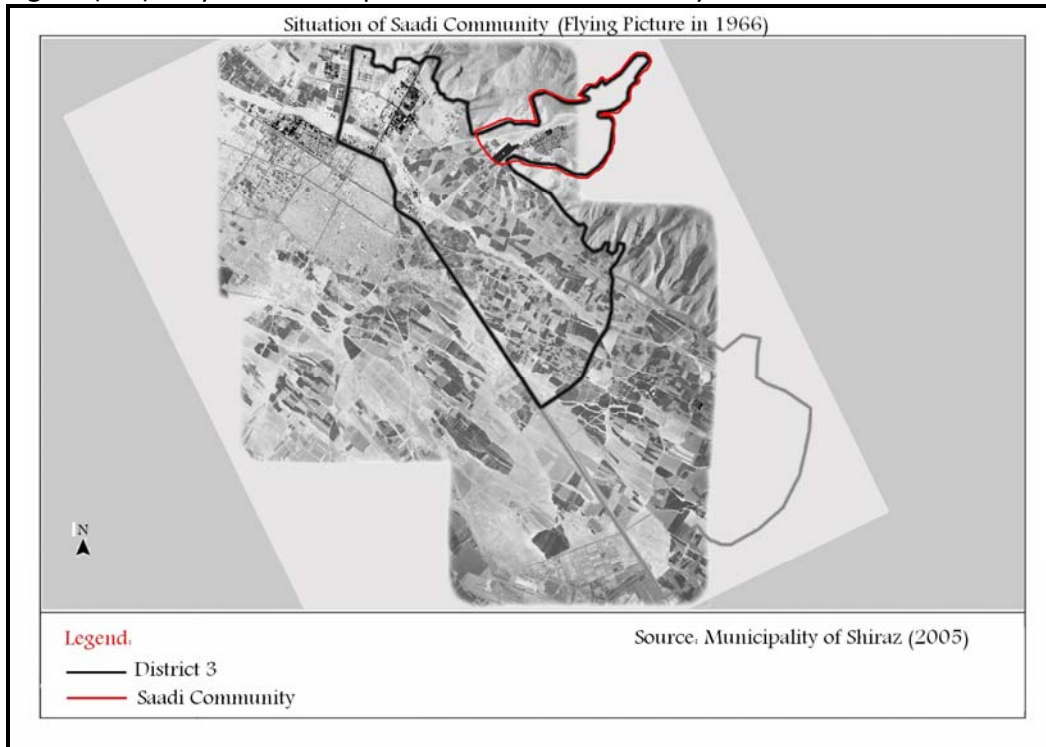 Situation of Saadi Community (Flying Picture in 1966)
N
Legend:
Source: Municipality of Shiraz (2005)
District 3
Saadi Community